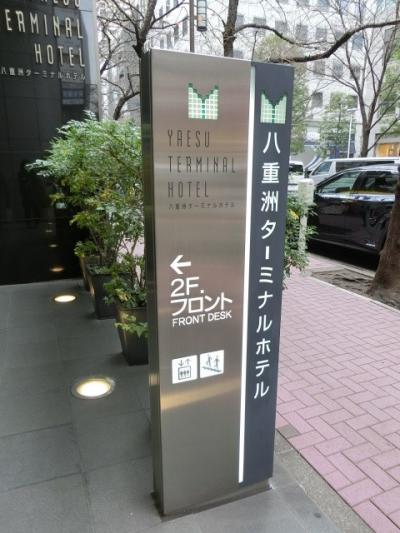 YAESU
TERMINAL
HOTEL
八重洲ターミナルホテル
YAESU
TERMINAL
HOTEL
八重洲ターミナルホテル
←
2F.
フロント
FRONT DESK
八重洲ターミナルホテル